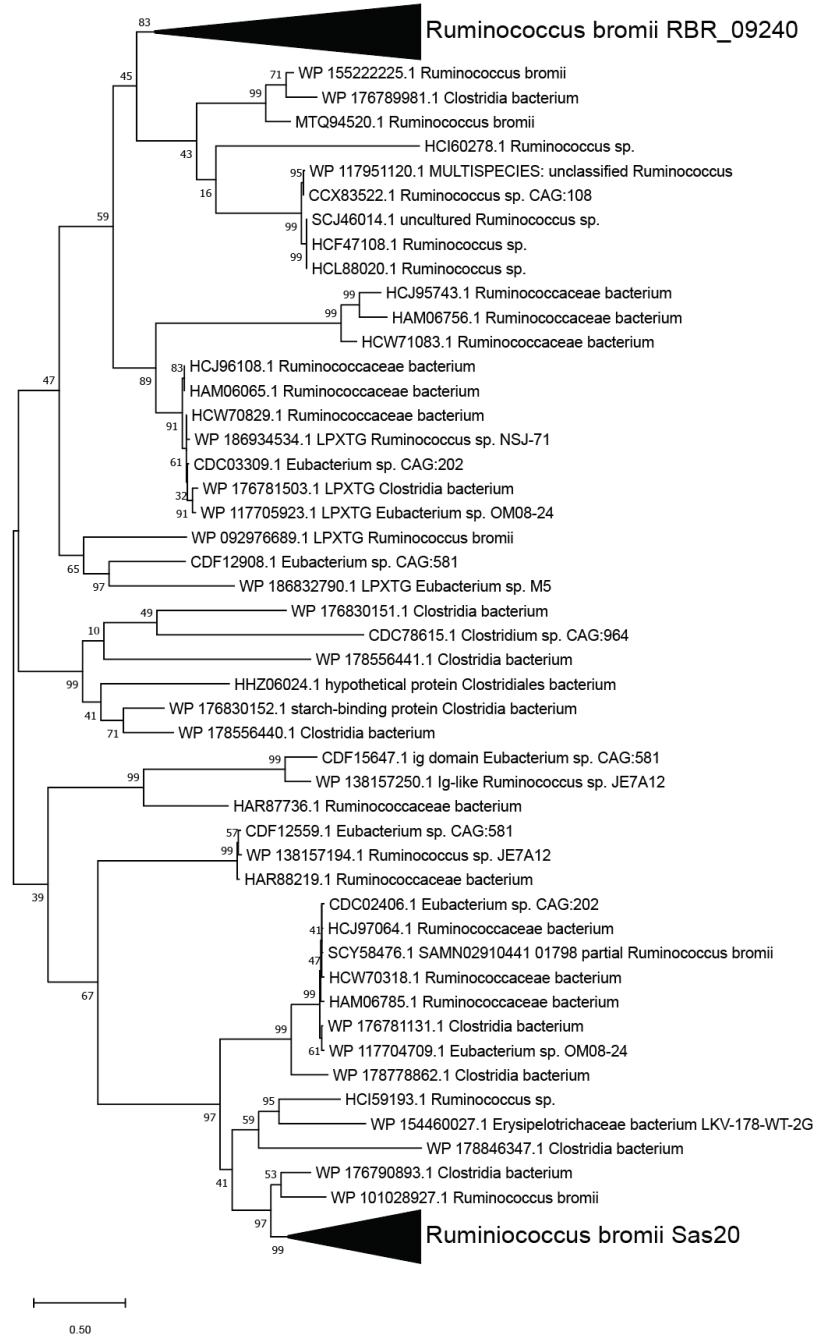 83
Ruminococcus bromii RBR_09240
45
71
WP 155222225.1 Ruminococcus bromii
99
WP 176789981.1 Clostridia bacterium
MTQ94520.1 Ruminococcus bromii
43
HCI60278.1 Ruminococcus sp.
16
95
WP 117951120.1 MULTISPECIES: unclassified Ruminococcus
CCX83522.1 Ruminococcus sp. CAG:108
59
SCJ46014.1 uncultured Ruminococcus sp.
99
HCF47108.1 Ruminococcus sp.
99
HCL88020.1 Ruminococcus sp.
99
HCJ95743.1 Ruminococcaceae bacterium
99
HAM06756.1 Ruminococcaceae bacterium
HCW71083.1 Ruminococcaceae bacterium
47
89
83
HCJ96108.1 Ruminococcaceae bacterium
HAM06065.1 Ruminococcaceae bacterium
HCW70829.1 Ruminococcaceae bacterium
91
WP 186934534.1 LPXTG Ruminococcus sp. NSJ-71
61
CDC03309.1 Eubacterium sp. CAG:202
WP 176781503.1 LPXTG Clostridia bacterium
32
91
WP 117705923.1 LPXTG Eubacterium sp. OM08-24
WP 092976689.1 LPXTG Ruminococcus bromii
65
CDF12908.1 Eubacterium sp. CAG:581
97
WP 186832790.1 LPXTG Eubacterium sp. M5
49
WP 176830151.1 Clostridia bacterium
10
CDC78615.1 Clostridium sp. CAG:964
WP 178556441.1 Clostridia bacterium
99
HHZ06024.1 hypothetical protein Clostridiales bacterium
41
WP 176830152.1 starch-binding protein Clostridia bacterium
71
WP 178556440.1 Clostridia bacterium
99
CDF15647.1 ig domain Eubacterium sp. CAG:581
99
WP 138157250.1 Ig-like Ruminococcus sp. JE7A12
HAR87736.1 Ruminococcaceae bacterium
57
CDF12559.1 Eubacterium sp. CAG:581
99
WP 138157194.1 Ruminococcus sp. JE7A12
HAR88219.1 Ruminococcaceae bacterium
39
CDC02406.1 Eubacterium sp. CAG:202
41
HCJ97064.1 Ruminococcaceae bacterium
SCY58476.1 SAMN02910441 01798 partial Ruminococcus bromii
47
HCW70318.1 Ruminococcaceae bacterium
67
99
HAM06785.1 Ruminococcaceae bacterium
99
WP 176781131.1 Clostridia bacterium
61
WP 117704709.1 Eubacterium sp. OM08-24
WP 178778862.1 Clostridia bacterium
97
95
HCI59193.1 Ruminococcus sp.
59
WP 154460027.1 Erysipelotrichaceae bacterium LKV-178-WT-2G
WP 178846347.1 Clostridia bacterium
41
53
WP 176790893.1 Clostridia bacterium
WP 101028927.1 Ruminococcus bromii
97
Ruminiococcus bromii Sas20
99
0.50